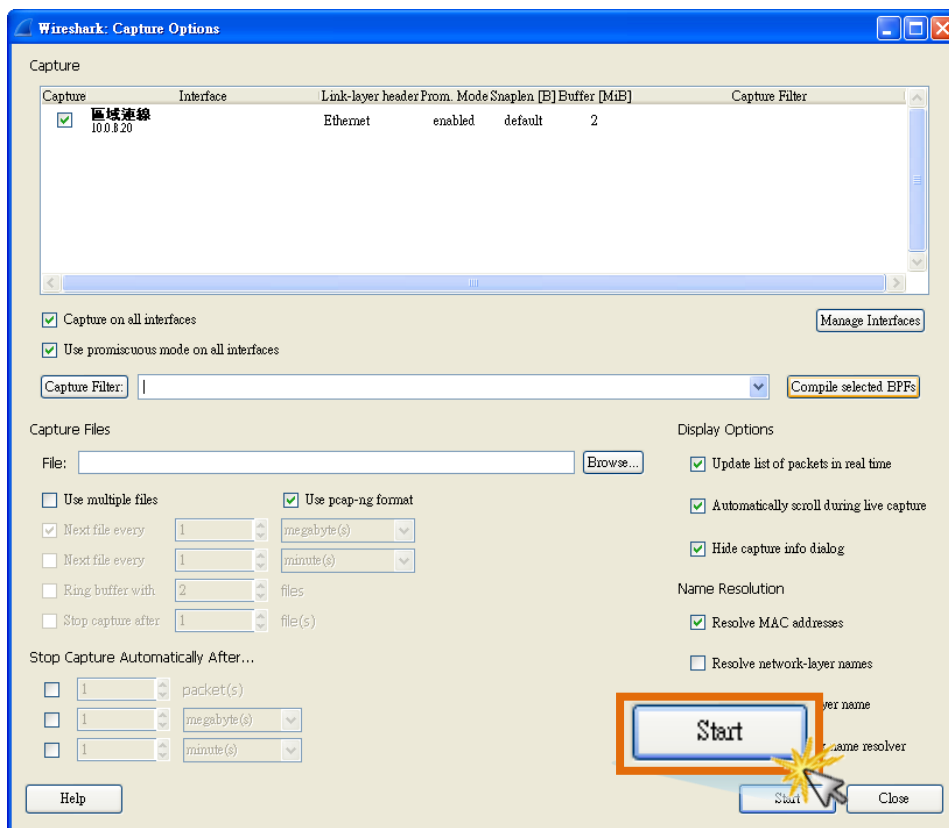 Wireshark: Capture Options
Capture
Capture Interface Link-layer header Prom. Mode Snaplen [B] Buffer [MiB] Capture Filter
區域連線
Ethernet enabled default 2
Capture on all interfaces
Manage Interfaces
Use promiscuous mode on all interfaces
Capture Filter: Compile selected BPFs
Capture Files Display Options
File: Browse... Update list of packets in real time
Use multiple files Use pcap-ng format Automatically scroll during live capture
Next file every 1 megabyte(s)
Next file every 1 minute(s) Hide capture info dialog
Ring buffer with 2 files Name Resolution
Stop capture after 1 file(s) Resolve MAC addresses
Stop Capture Automatically After... Resolve network-layer names
1 packet(s)
name
1 megabyte(s)
Start
1 minute(s) name resolver
Help Start Close